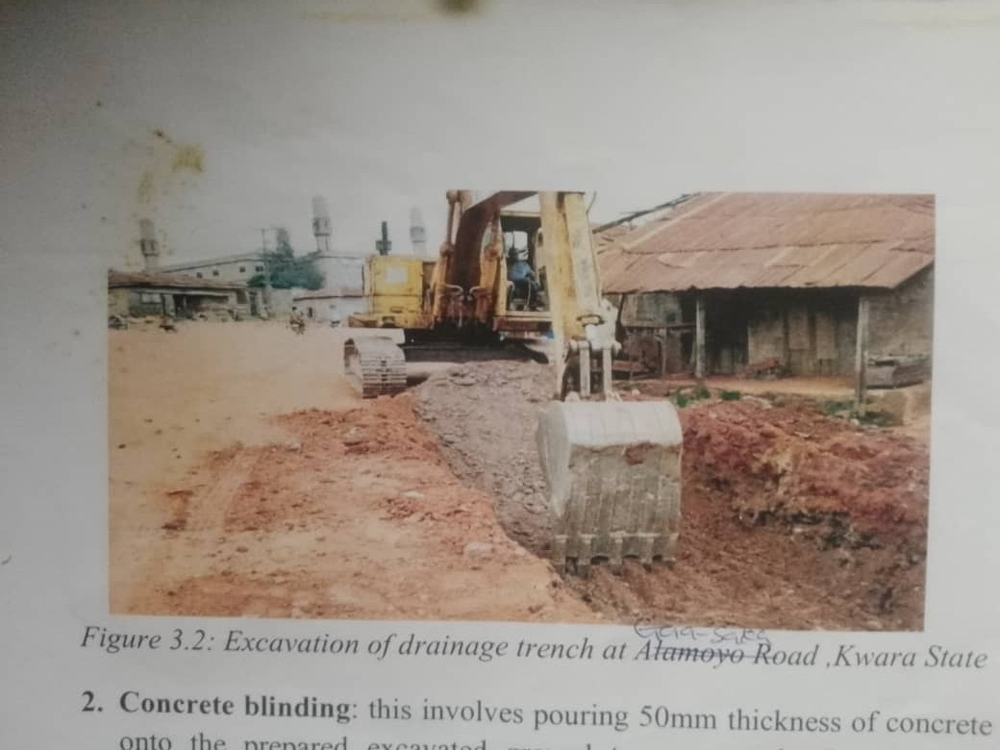 Gaa-saka
Figure 3.2: Excavation of drainage trench at Alamoyo Road ,Kwara State
2. Concrete blinding: this involves pouring 50mm thickness of concrete
onto the prepared excavated